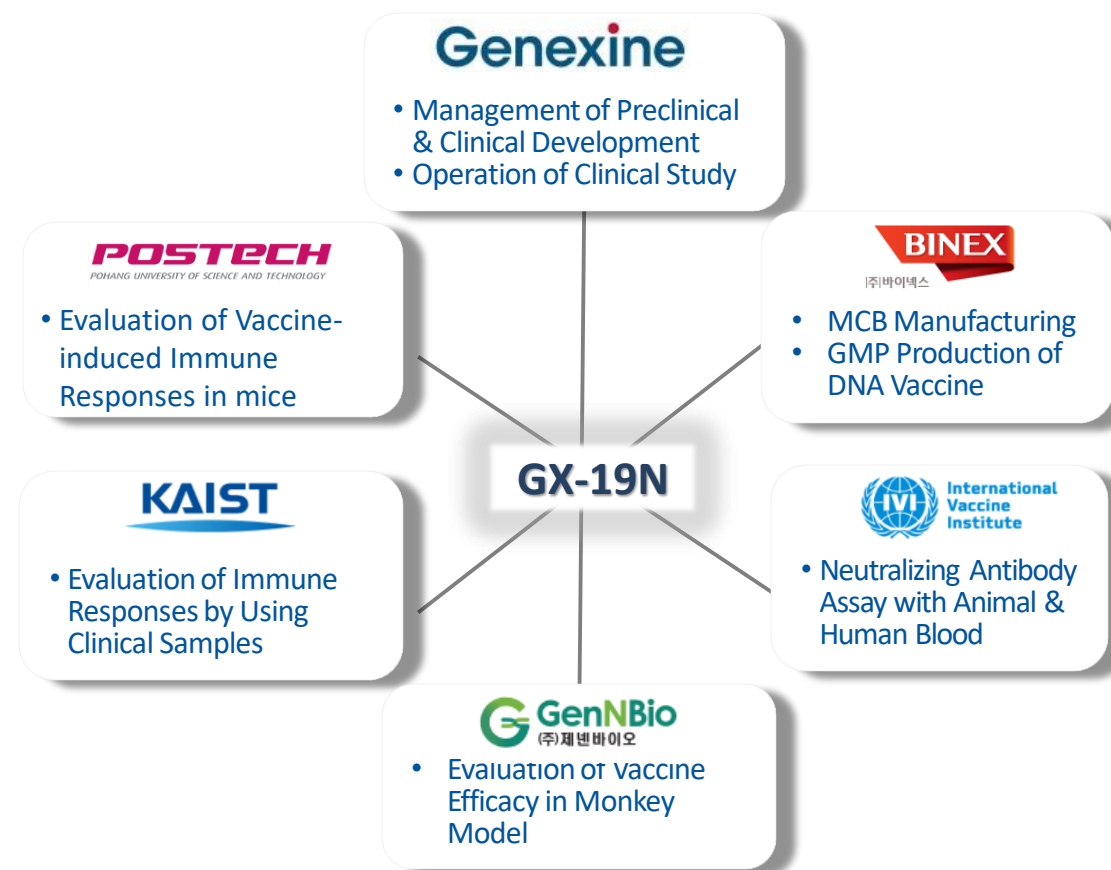 Genexine
• Management of Preclinical
& Clinical Development
• Operation of Clinical Study
POSTECH
POHANG UNIVERSITY OF SCIENCE AND TECHNOLOGY
• Evaluation of Vaccine-
induced Immune
Responses in mice
BINEX
(주)바이넥스
• MCB Manufacturing
• GMP Production of
DNA Vaccine
GX-19N
KAIST
• Evaluation of Immune
Responses by Using
Clinical Samples
IVI
International
Vaccine
Institute
• Neutralizing Antibody
Assay with Animal &
Human Blood
GenNBio
(주)제넨바이오
• Evaluation of Vaccine
Efficacy in Monkey
Model